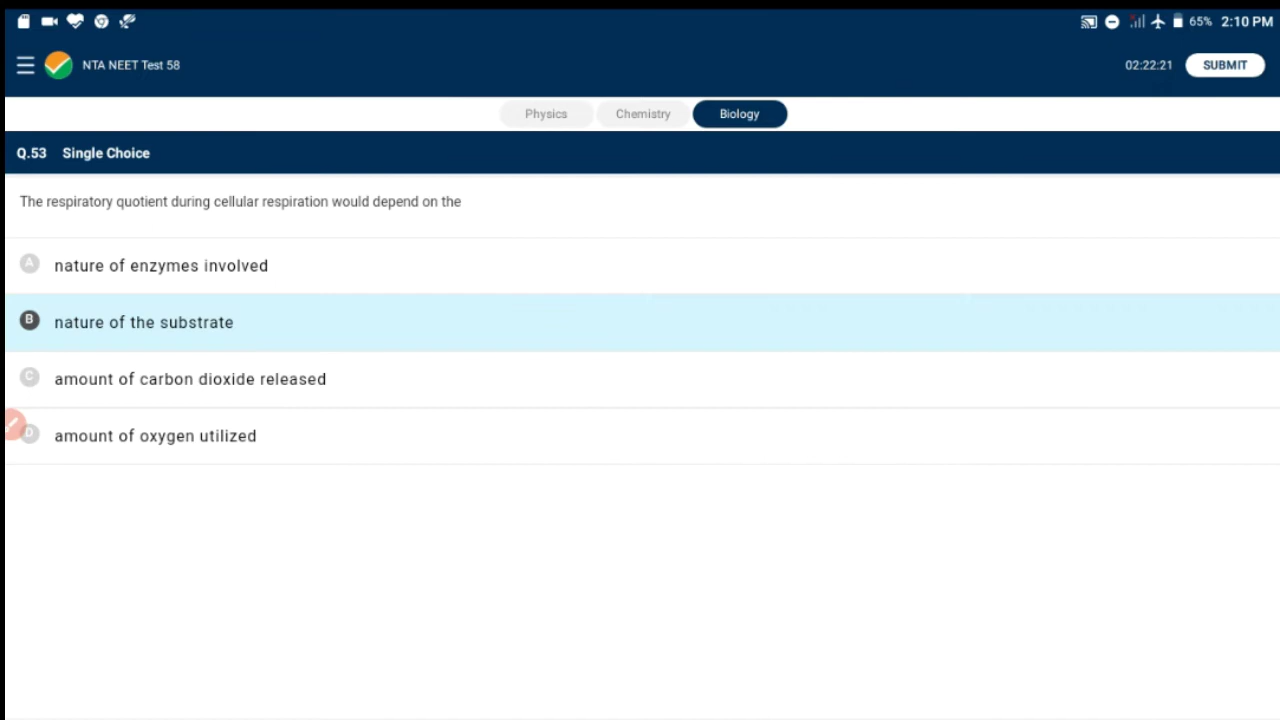 65% 2:10 PM
NTA NEET Test 58
02:22:21 SUBMIT
Physics Chemistry Biology
Q.53 Single Choice
The respiratory quotient during cellular respiration would depend on the
A nature of enzymes involved
B nature of the substrate
C amount of carbon dioxide released
D amount of oxygen utilized